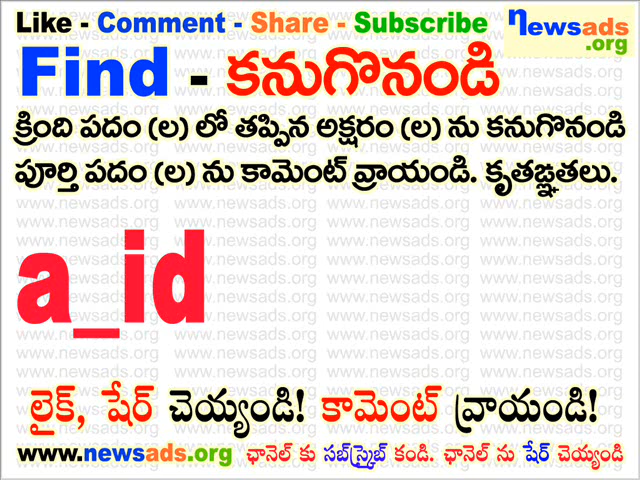 Like - Comment - Share - Subscribe
newsads
.org
Find - కనుగొనండి
క్రింది పదం (ల) లో తప్పిన అక్షరం (ల) ను కనుగొనండి
పూర్తి పదం (ల) ను కామెంట్ వ్రాయండి. కృతఙ్ఞతలు.
a_id
లైక్, షేర్ చెయ్యండి! కామెంట్ వ్రాయండి!
www.newsads.org ఛానెల్ కు సబ్‌స్క్రైబ్ కండి. ఛానెల్ ను షేర్ చెయ్యండి